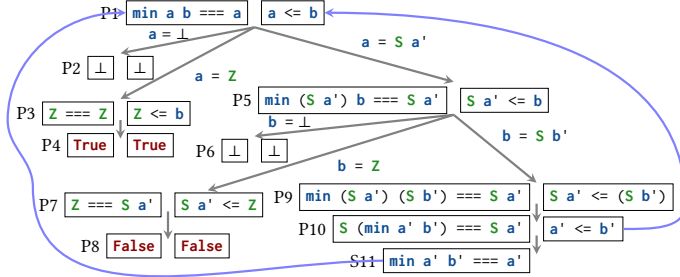 P1 min a b === a a <= b
a = ⊥
a = S a'
P2 ⊥ ⊥
a = Z
P5 min (S a') b === S a' S a' <= b
P3 Z === Z Z <= b
b = ⊥
b = S b'
P4 True True
P6 ⊥ ⊥
b = Z
P9 min (S a') (S b') === S a' S a' <= (S b')
P7 Z === S a' S a' <= Z
P10 S (min a' b') === S a' a' <= b'
P8 False False
S11 min a' b' === a'